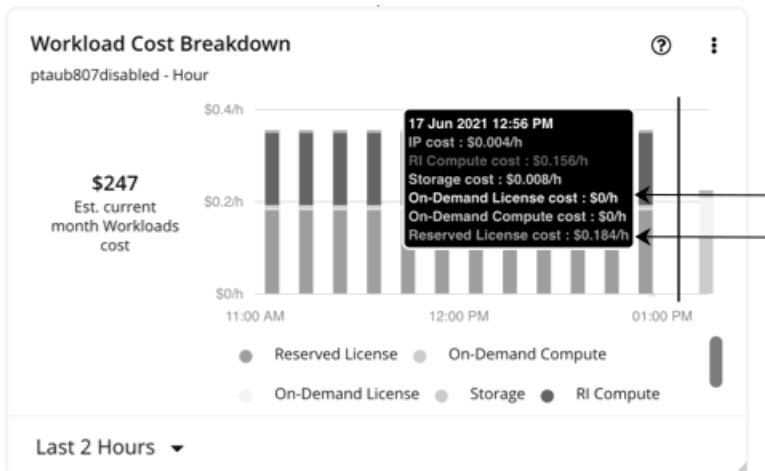 Workload Cost Breakdown
ptaub807disabled - Hour
$247
Est. current
month Workloads
cost
$0.4/h
$0.2/h
$0/h
17 Jun 2021 12:56 PM
IP cost : $0.004/h
RI Compute cost : $0.156/h
Storage cost : $0.008/h
On-Demand License cost : $0/h
On-Demand Compute cost : $0/h
Reserved License cost : $0.184/h
11:00 AM 12:00 PM 01:00 PM
Reserved License On-Demand Compute
On-Demand License Storage RI Compute
Last 2 Hours